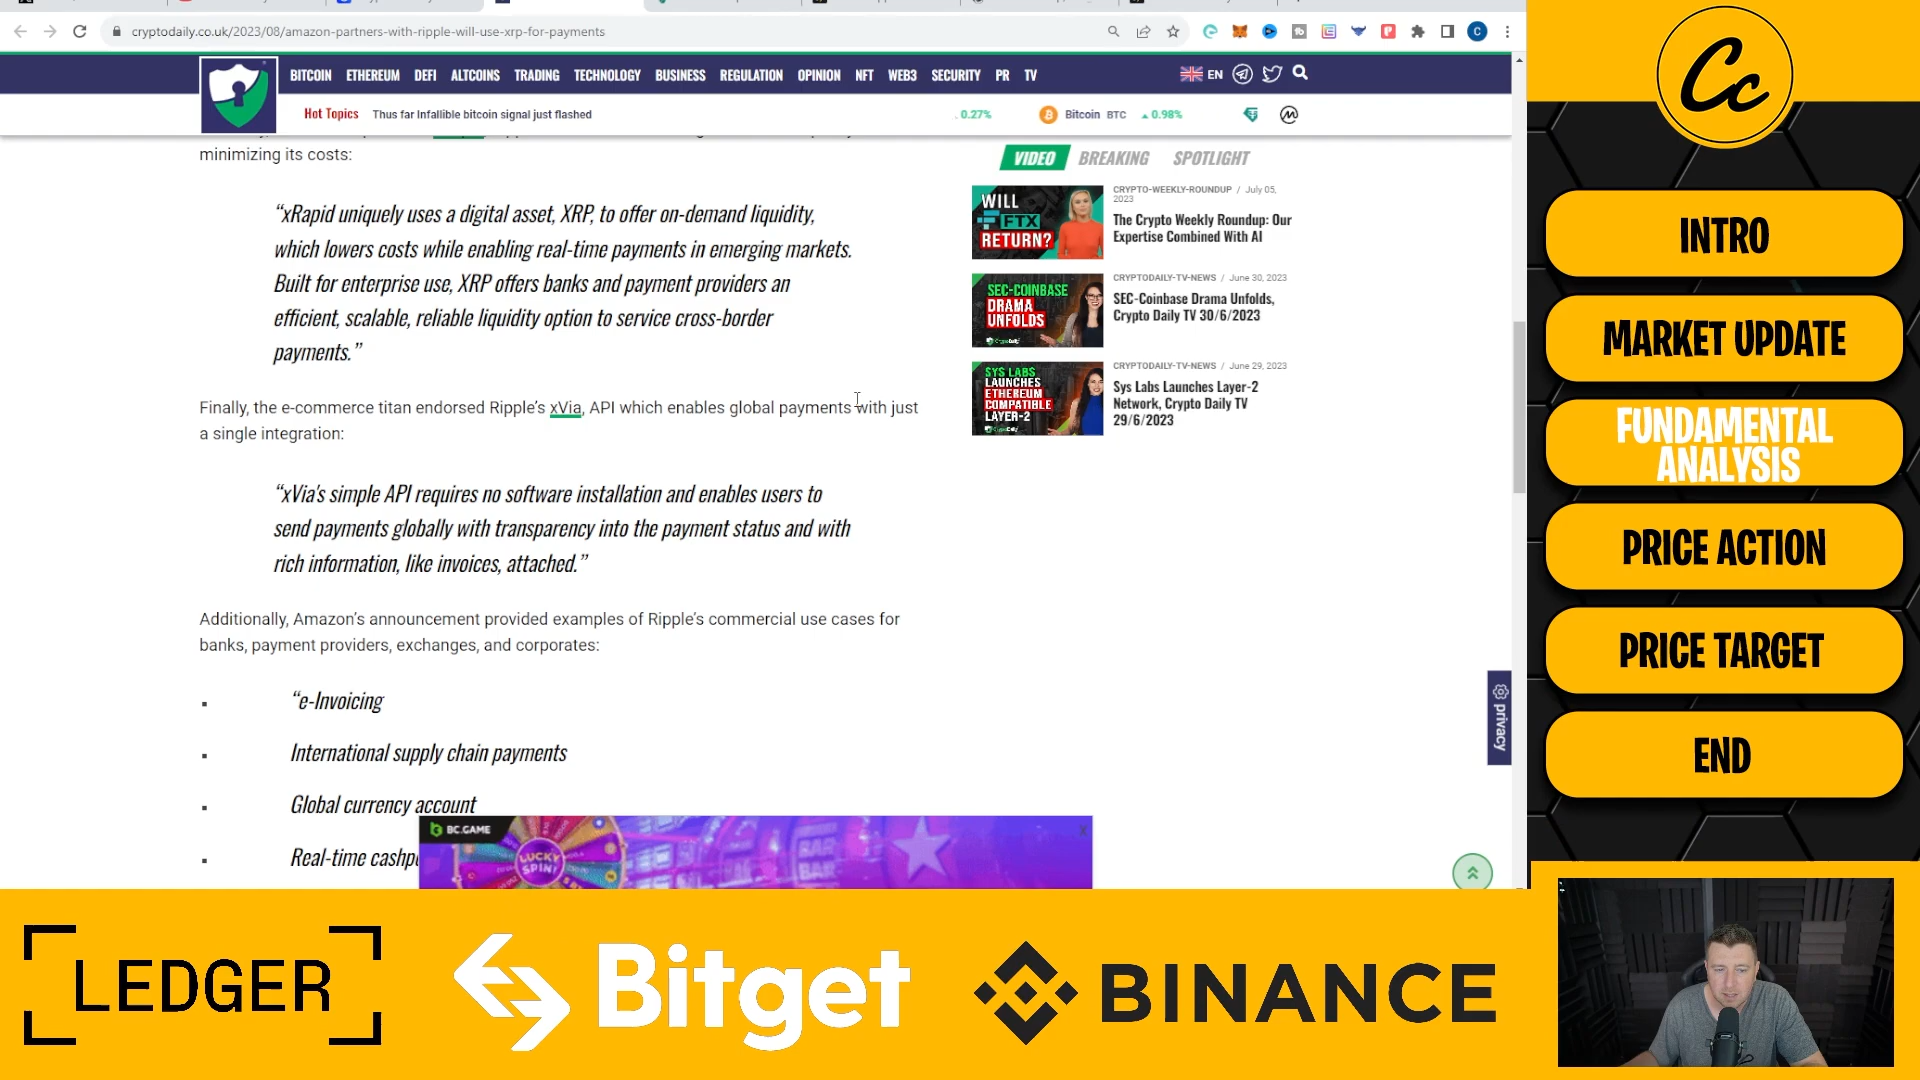 cryptodaily.co.uk/2023/08/amazon-partners-with-ripple-will-use-xrp-for-payments
C
BITCOIN ETHEREUM DEFI ALTCOINS TRADING TECHNOLOGY BUSINESS REGULATION OPINION NFT WEB3 SECURITY PR TV
EN
Hot Topics Thus far Infallible bitcoin signal just flashed
0.27% Bitcoin BTC 0.98%
minimizing its costs:
“xRapid uniquely uses a digital asset, XRP, to offer on-demand liquidity,
which lowers costs while enabling real-time payments in emerging markets.
Built for enterprise use, XRP offers banks and payment providers an
efficient, scalable, reliable liquidity option to service cross-border
payments.”
Finally, the e-commerce titan endorsed Ripple’s xVia, API which enables global payments with just
a single integration:
“xVia’s simple API requires no software installation and enables users to
send payments globally with transparency into the payment status and with
rich information, like invoices, attached.”
Additionally, Amazon’s announcement provided examples of Ripple’s commercial use cases for
banks, payment providers, exchanges, and corporates:
▪ “e-Invoicing
▪ International supply chain payments
▪ Global currency account
▪ Real-time cashp
BC.GAME
X
LUCKY
SPIN!
BAR
BAR
VIDEO BREAKING SPOTLIGHT
WILL
FTX
RETURN?
CRYPTO-WEEKLY-ROUNDUP / July 05,
2023
The Crypto Weekly Roundup: Our
Expertise Combined With AI
SEC-COINBASE
DRAMA
UNFOLDS
CRYPTODAILY-TV-NEWS / June 30, 2023
SEC-Coinbase Drama Unfolds,
Crypto Daily TV 30/6/2023
SYS LABS
LAUNCHES
ETHEREUM
COMPATIBLE
LAYER-2
CRYPTODAILY-TV-NEWS / June 29, 2023
Sys Labs Launches Layer-2
Network, Crypto Daily TV
29/6/2023
privacy
Cc
INTRO
MARKET UPDATE
FUNDAMENTAL
ANALYSIS
PRICE ACTION
PRICE TARGET
END
LEDGER
Bitget
BINANCE